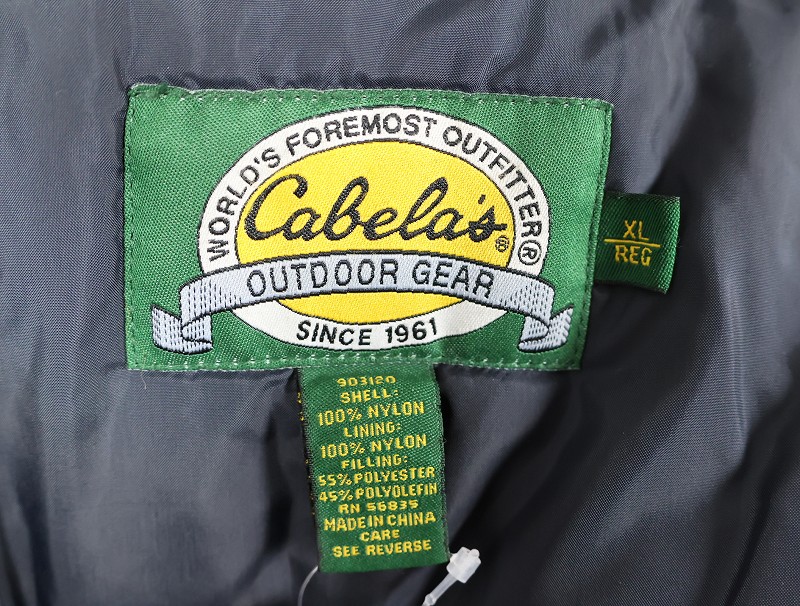 WORLD'S FOREMOST OUTFITTER®
Cabela's®
OUTDOOR GEAR
SINCE 1961
XL
REG
9D3120
SHELL:
100% NYLON
LINING:
100% NYLON
FILLING:
55% POLYESTER
45% POLYOLEFIN
RN 56835
MADE IN CHINA
CARE
SEE REVERSE